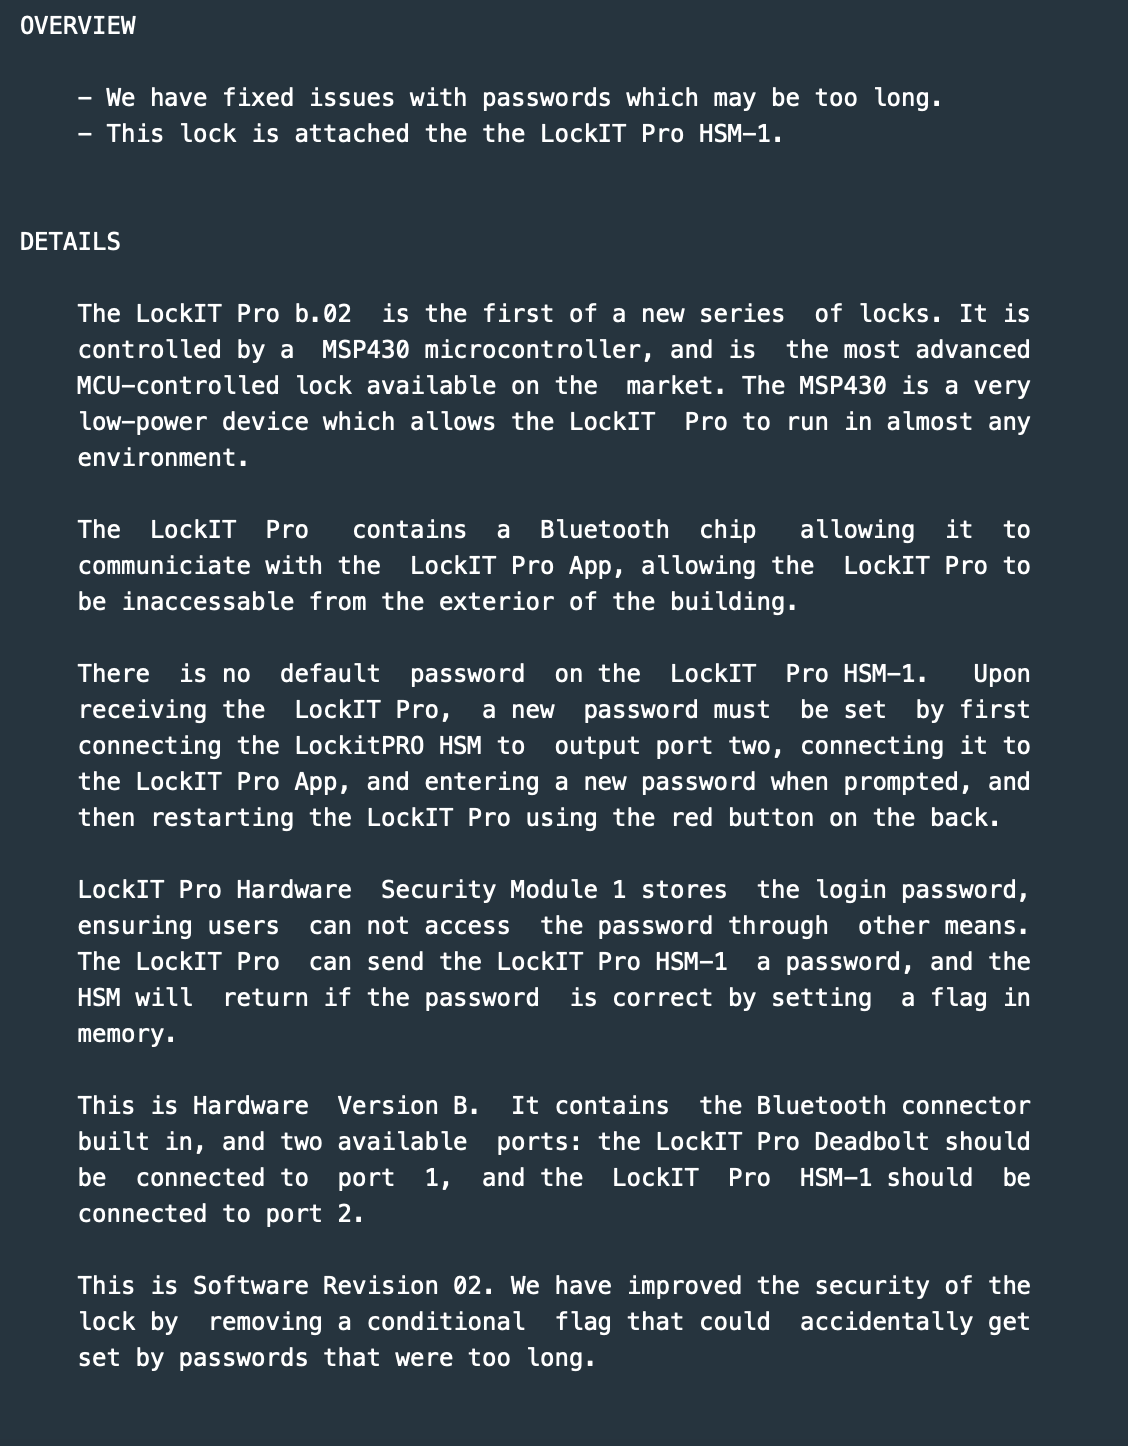 OVERVIEW
- We have fixed issues with passwords which may be too long.
- This lock is attached the the LockIT Pro HSM-1.
DETAILS
The LockIT Pro b.02  is the first of a new series  of locks. It is
controlled by a  MSP430 microcontroller, and is  the most advanced
MCU-controlled lock available on the  market. The MSP430 is a very
low-power device which allows the LockIT  Pro to run in almost any
environment.
The  LockIT  Pro   contains  a  Bluetooth  chip   allowing  it  to
communiciate with the  LockIT Pro App, allowing the  LockIT Pro to
be inaccessable from the exterior of the building.
There  is no  default  password  on the  LockIT  Pro HSM-1.   Upon
receiving the  LockIT Pro,  a new  password must  be set  by first
connecting the LockitPRO HSM to  output port two, connecting it to
the LockIT Pro App, and entering a new password when prompted, and
then restarting the LockIT Pro using the red button on the back.
LockIT Pro Hardware  Security Module 1 stores  the login password,
ensuring users  can not access  the password through  other means.
The LockIT Pro  can send the LockIT Pro HSM-1  a password, and the
HSM will  return if the password  is correct by setting  a flag in
memory.
This is Hardware  Version B.  It contains  the Bluetooth connector
built in, and two available  ports: the LockIT Pro Deadbolt should
be  connected to  port  1,  and the  LockIT  Pro  HSM-1 should  be
connected to port 2.
This is Software Revision 02. We have improved the security of the
lock by  removing a conditional  flag that could  accidentally get
set by passwords that were too long.